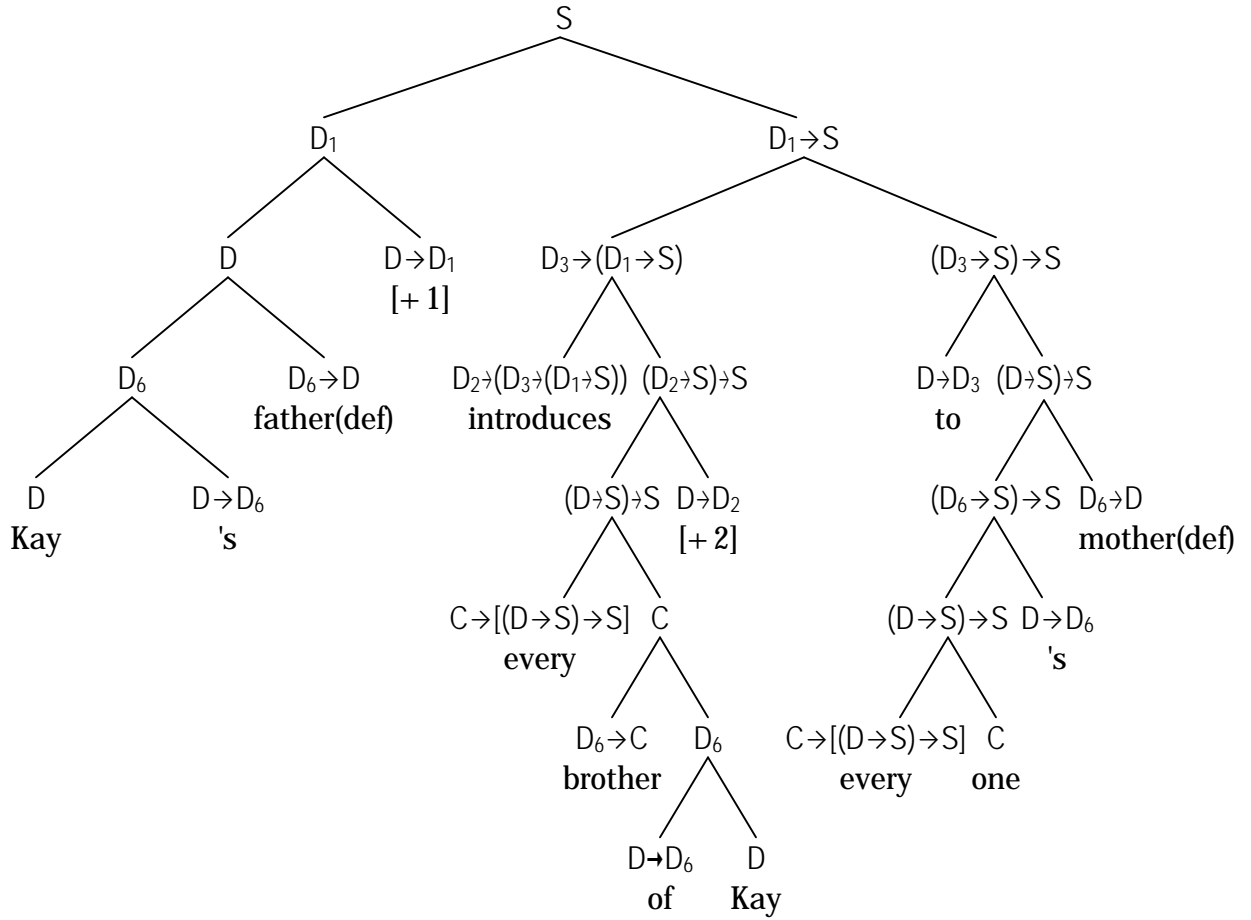 S
D₁ D₁→S
D D→D₁ D₃→(D₁→S) (D₃→S)→S
[+1]
D₆ D₆→D D₂→(D₃→(D₁→S)) (D₂→S)→S D→D₃ (D→S)→S
father(def) introduces to
D D→D₆ (D→S)→S D→D₂ (D₆→S)→S D₆→D
Kay 's [+2] mother(def)
C→[(D→S)→S] C (D→S)→S D→D₆
every 's
D₆→C D₆ C→[(D→S)→S] C
brother every one
D→D₆ D
of Kay